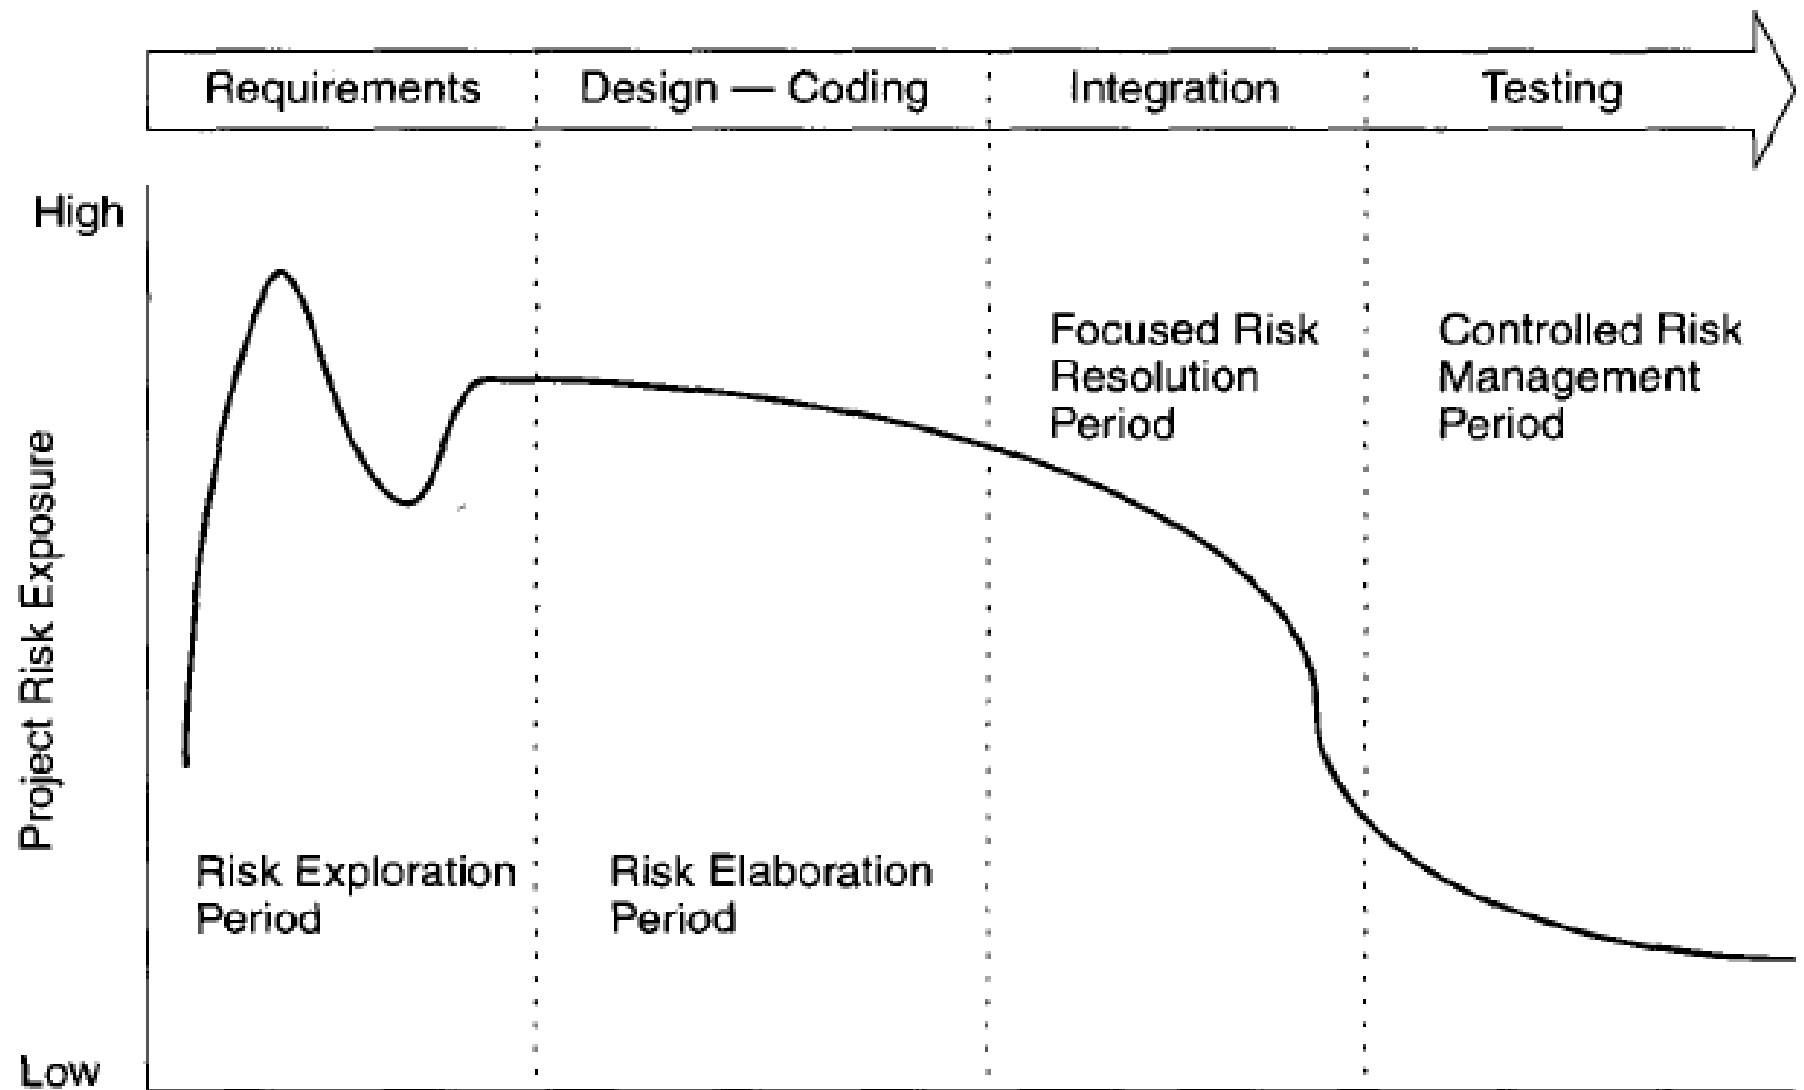 Requirements
Design — Coding
Integration
Testing
High
Focused Risk
Resolution
Period
Controlled Risk
Management
Period
Project Risk Exposure
Risk Exploration
Period
Risk Elaboration
Period
Low